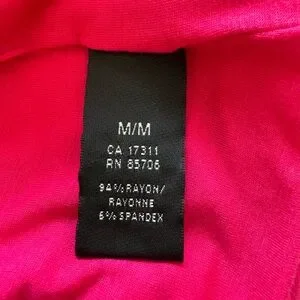 M/M
CA 17311
RN 85706
94% RAYON/
RAYONNE
6% SPANDEX